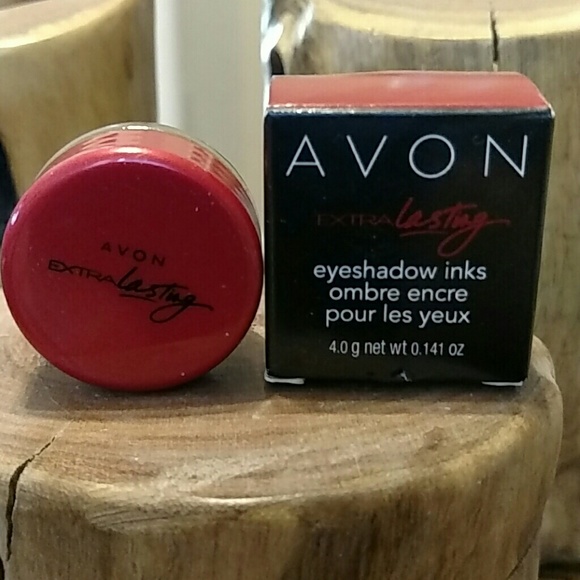 AVON
EXTRA lasting
AVON
EXTRA lasting
eyeshadow inks
ombre encre
pour les yeux
4.0 g net wt 0.141 oz